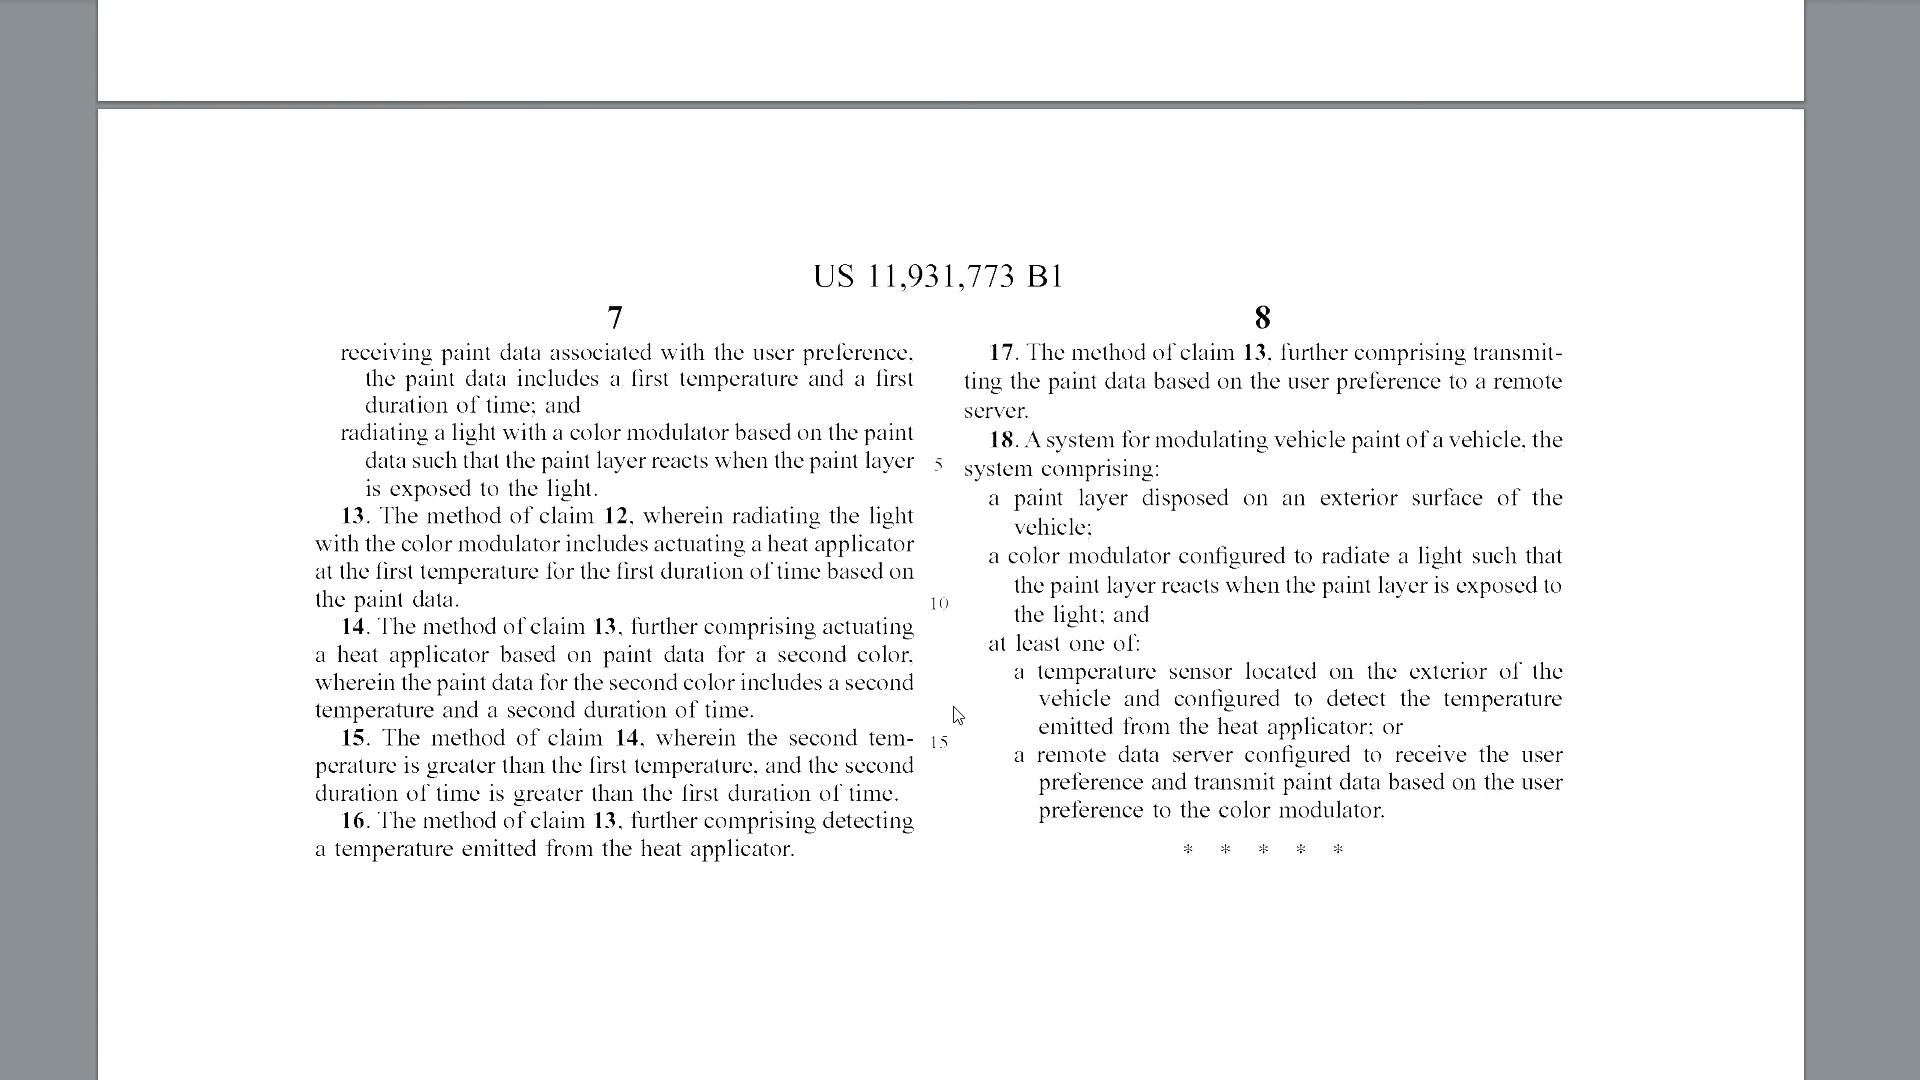 US 11,931,773 B1
7
receiving paint data associated with the user preference,
the paint data includes a first temperature and a first
duration of time; and
radiating a light with a color modulator based on the paint
data such that the paint layer reacts when the paint layer
is exposed to the light.
13. The method of claim 12, wherein radiating the light
with the color modulator includes actuating a heat applicator
at the first temperature for the first duration of time based on
the paint data.
14. The method of claim 13, further comprising actuating
a heat applicator based on paint data for a second color,
wherein the paint data for the second color includes a second
temperature and a second duration of time.
15. The method of claim 14, wherein the second tem-
perature is greater than the first temperature, and the second
duration of time is greater than the first duration of time.
16. The method of claim 13, further comprising detecting
a temperature emitted from the heat applicator.
5
10
15
8
17. The method of claim 13, further comprising transmit-
ting the paint data based on the user preference to a remote
server.
18. A system for modulating vehicle paint of a vehicle, the
system comprising:
a paint layer disposed on an exterior surface of the
vehicle;
a color modulator configured to radiate a light such that
the paint layer reacts when the paint layer is exposed to
the light; and
at least one of:
a temperature sensor located on the exterior of the
vehicle and configured to detect the temperature
emitted from the heat applicator; or
a remote data server configured to receive the user
preference and transmit paint data based on the user
preference to the color modulator.
* * * * *